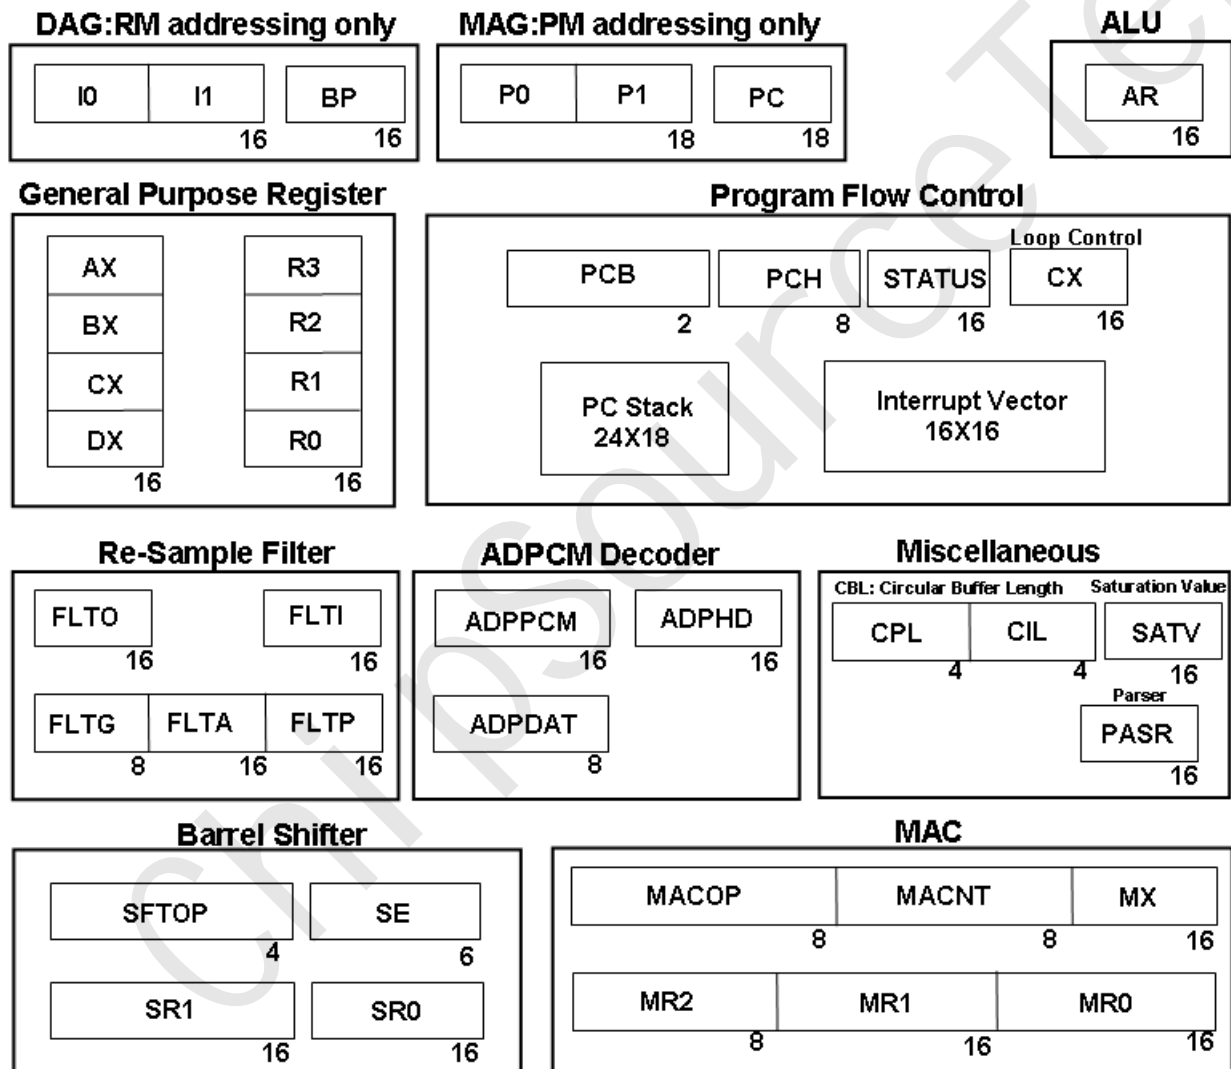 DAG:RM addressing only
MAG:PM addressing only
ALU
I0 I1 BP
16 16
P0 P1 PC
18 18
AR
16
General Purpose Register
Program Flow Control
AX R3
BX R2
CX R1
DX R0
16 16
Loop Control
PCB PCH STATUS CX
2 8 16 16
PC Stack
24X18
Interrupt Vector
16X16
Re-Sample Filter
ADPCM Decoder
Miscellaneous
FLTO FLTI
16 16
FLTG FLTA FLTP
8 16 16
ADPPCM ADPHD
16 16
ADPDAT
8
CBL: Circular Buffer Length Saturation Value
CPL CIL SATV
4 4 16
Parser
PASR
16
Barrel Shifter
MAC
SFTOP SE
4 6
SR1 SR0
16 16
MACOP MACNT MX
8 8 16
MR2 MR1 MR0
8 16 16
ChipSourceTe